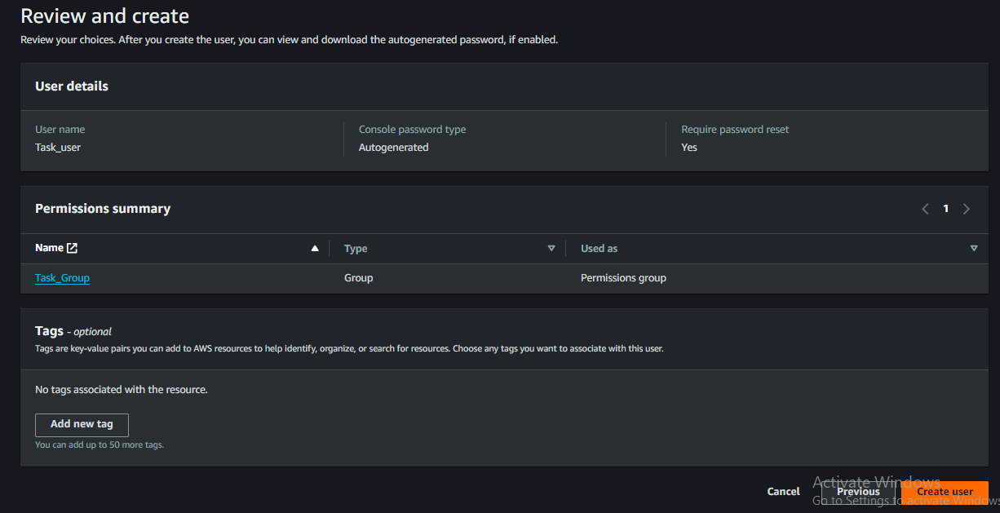 Review and create
Review your choices. After you create the user, you can view and download the autogenerated password, if enabled.
User details
User name
Task_user
Console password type
Autogenerated
Require password reset
Yes
Permissions summary
1
Name Type Used as
Task_Group Group Permissions group
Tags - optional
Tags are key-value pairs you can add to AWS resources to help identify, organize, or search for resources. Choose any tags you want to associate with this user.
No tags associated with the resource.
Add new tag
You can add up to 50 more tags.
Activate Windows
Cancel Previous Create user
Go to Settings to activate Windows